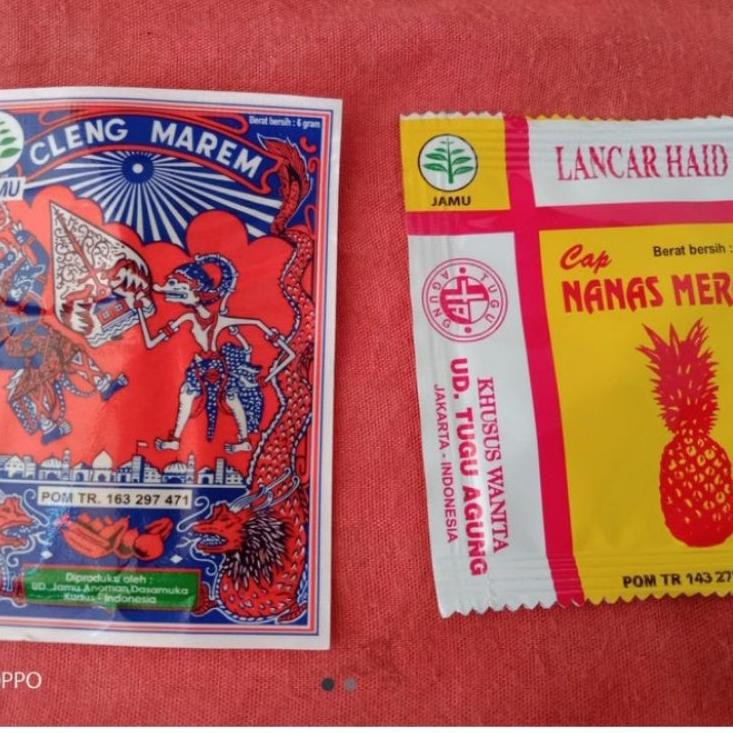 Berat bersih : 6 gram
CLENG MAREM
MU
POM TR. 163 297 471
Diproduksi oleh :
UD. Jamu Anoman, Dasamuka
Kudus - Indonesia
PPO
JAMU
LANCAR HAID
Cap
Berat bersih :
NANAS MER
TUGU
AGUNG
KHUSUS WANITA
UD. TUGU AGUNG
JAKARTA - INDONESIA
POM TR 143 27